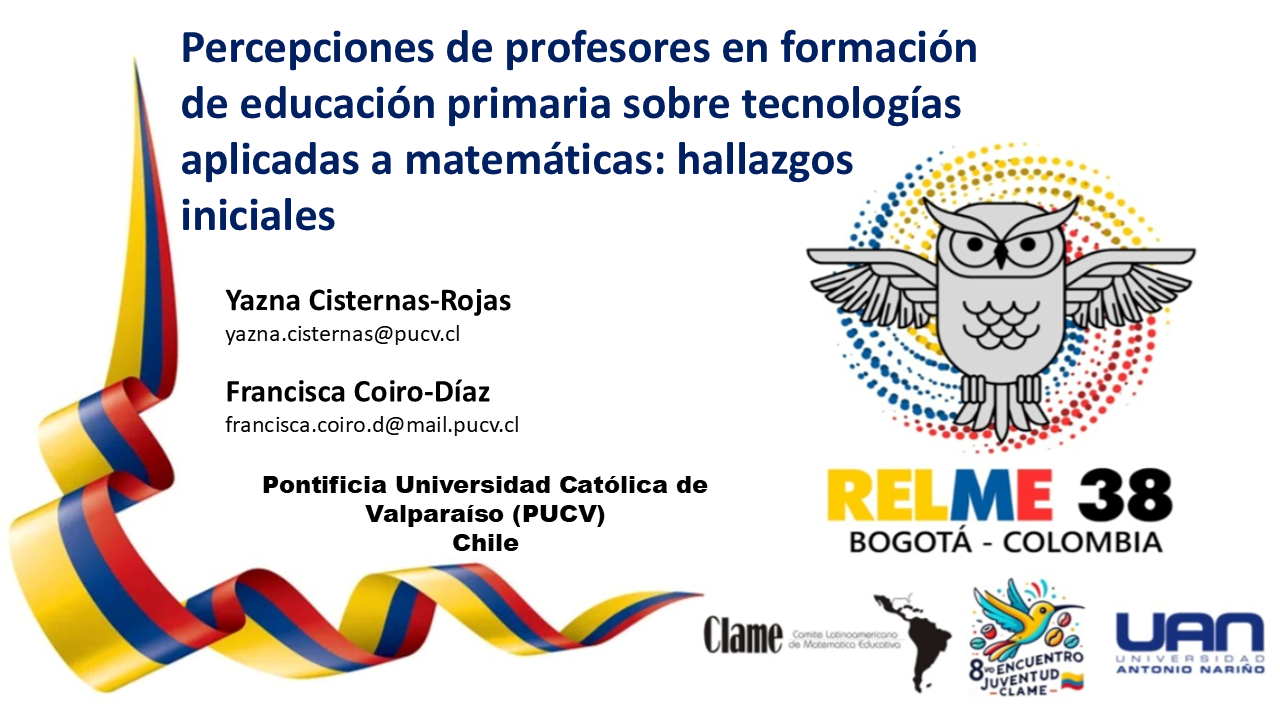 Percepciones de profesores en formación
de educación primaria sobre tecnologías
aplicadas a matemáticas: hallazgos
iniciales
Yazna Cisternas-Rojas
yazna.cisternas@pucv.cl
Francisca Coiro-Díaz
francisca.coiro.d@mail.pucv.cl
Pontificia Universidad Católica de
Valparaíso (PUCV)
Chile
RELME 38
BOGOTÁ - COLOMBIA
Clame
Comité Latinoamericano
de Matemática Educativa
8vo ENCUENTRO
JUVENTUD
CLAME
UAN
UNIVERSIDAD
ANTONIO NARIÑO